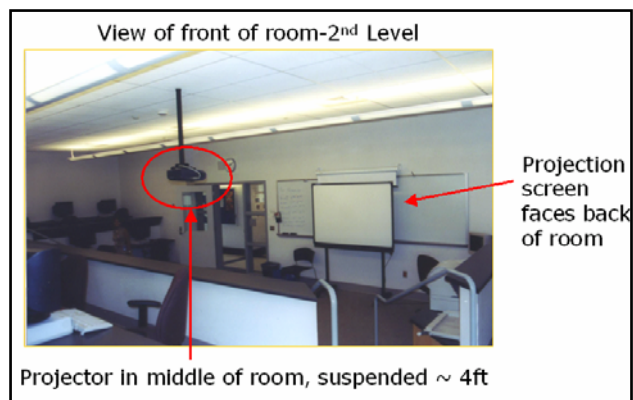 View of front of room-2nd Level
Projection
screen
faces back
of room
Projector in middle of room, suspended ~ 4ft